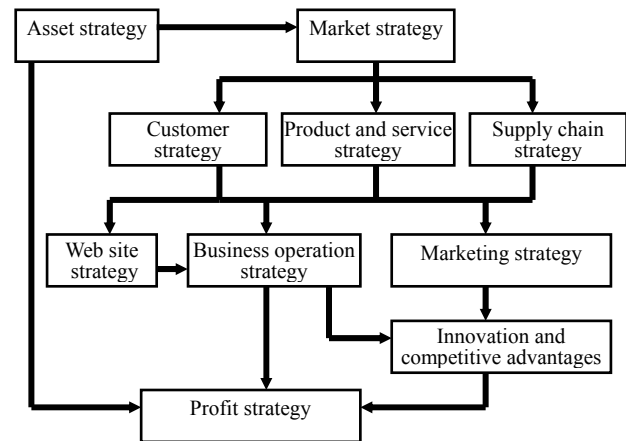 Asset strategy
Market strategy
Customer
strategy
Product and service
strategy
Supply chain
strategy
Web site
strategy
Business operation
strategy
Marketing strategy
Innovation and
competitive advantages
Profit strategy